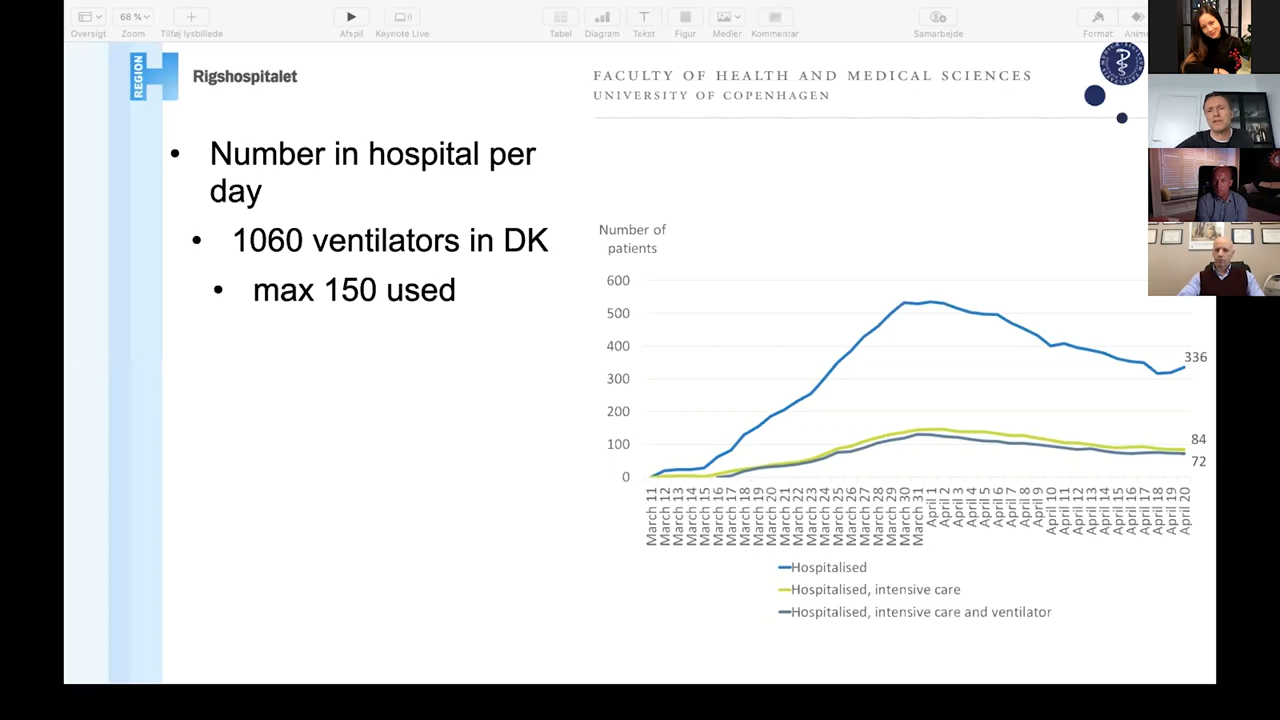 Oversigt
68 %
Zoom
Tilføj lysbillede
Afspil
Keynote Live
Tabel
Diagram
Tekst
Figur
Medier
Kommentar
Samarbejde
Format
REGION
Rigshospitalet
FACULTY OF HEALTH AND MEDICAL SCIENCES
UNIVERSITY OF COPENHAGEN
• Number in hospital per
day
• 1060 ventilators in DK
• max 150 used
Number of
patients
600
500
400
300
200
100
0
336
84
72
March 11
March 12
March 13
March 14
March 15
March 16
March 17
March 18
March 19
March 20
March 21
March 22
March 23
March 24
March 25
March 26
March 27
March 28
March 29
March 30
March 31
April 1
April 2
April 3
April 4
April 5
April 6
April 7
April 8
April 9
April 10
April 11
April 12
April 13
April 14
April 15
April 16
April 17
April 18
April 19
April 20
Hospitalised
Hospitalised, intensive care
Hospitalised, intensive care and ventilator